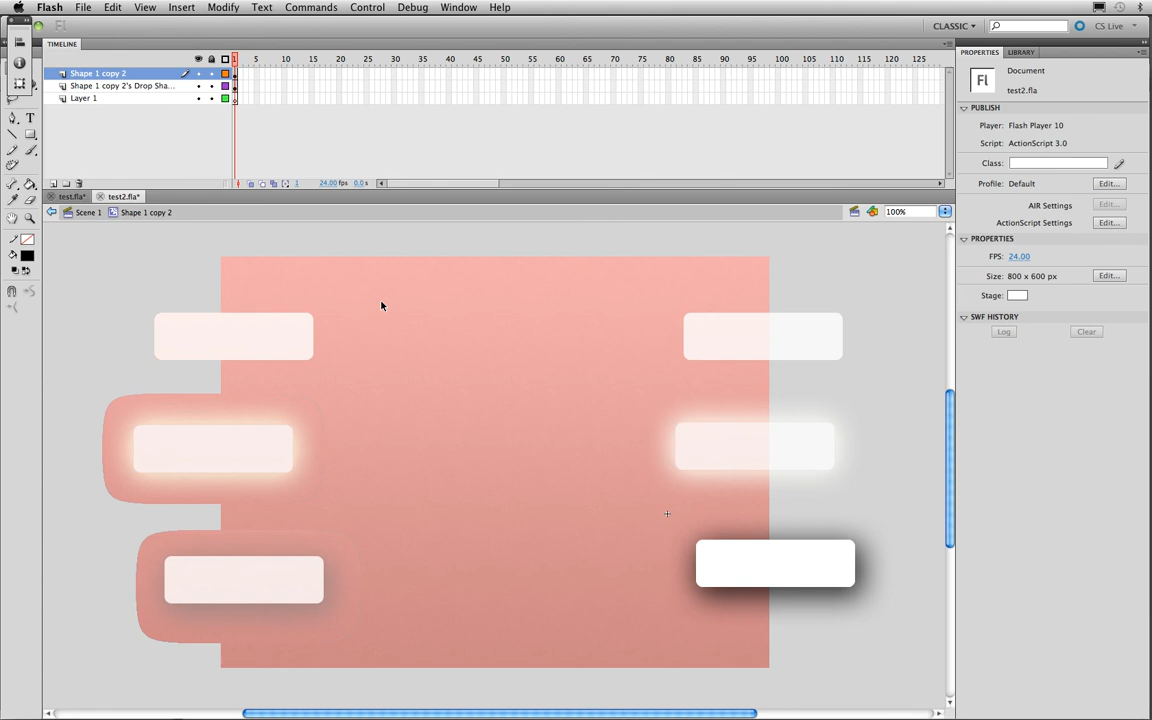 Flash File Edit View Insert Modify Text Commands Control Debug Window Help
Fl CLASSIC CS Live
TIMELINE PROPERTIES LIBRARY
1 5 10 15 20 25 30 35 40 45 50 55 60 65 70 75 80 85 90 95 100 105 110 115 120 125
Shape 1 copy 2
Shape 1 copy 2's Drop Sha...
Layer 1
1 24.00 fps 0.0 s
test.fla* test2.fla*
Scene 1 Shape 1 copy 2 100%
Fl Document
test2.fla
PUBLISH
Player: Flash Player 10
Script: ActionScript 3.0
Class:
Profile: Default Edit...
AIR Settings Edit...
ActionScript Settings Edit...
PROPERTIES
FPS: 24.00
Size: 800 x 600 px Edit...
Stage:
SWF HISTORY
Log Clear
T